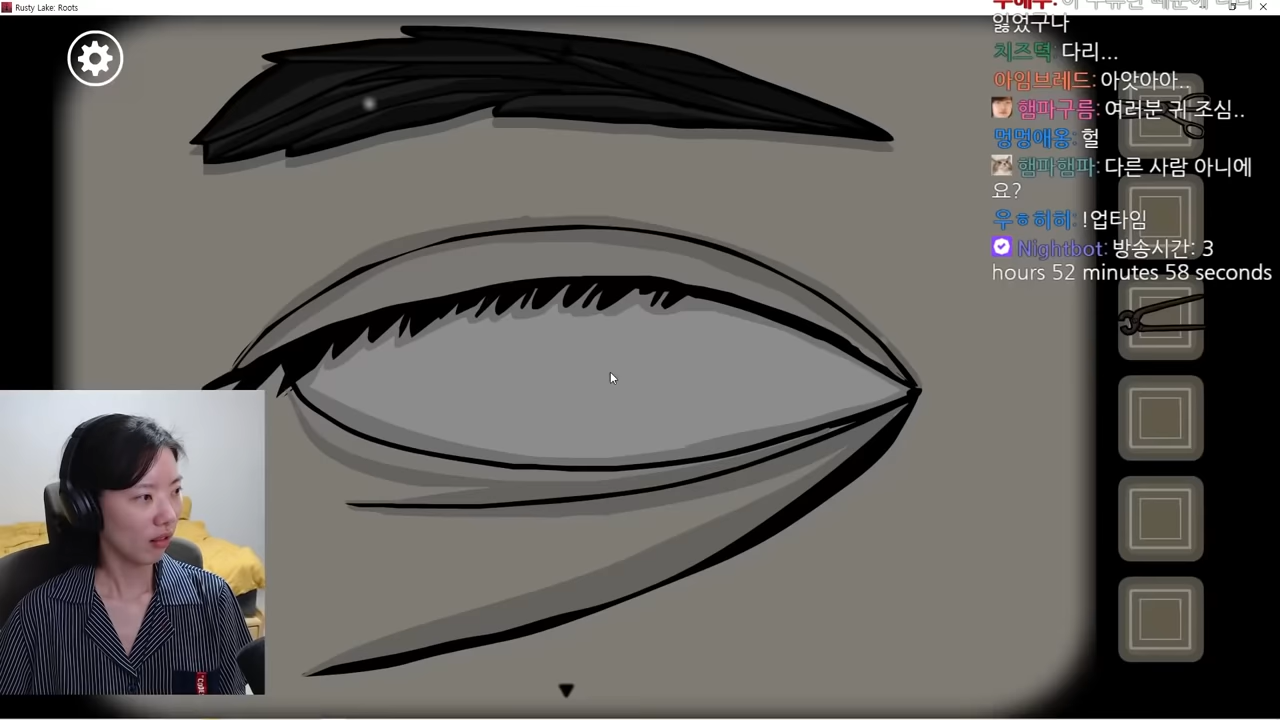 Rusty Lake: Roots
잃었구나
치즈덕: 다리...
아임브레드: 아앗아아..
햄파구름: 여러분 귀 조심..
멍멍애옹: 헐
햄파햄파: 다른 사람 아니에
요?
우ㅎ히히: !업타임
Nightbot: 방송시간: 3
hours 52 minutes 58 seconds